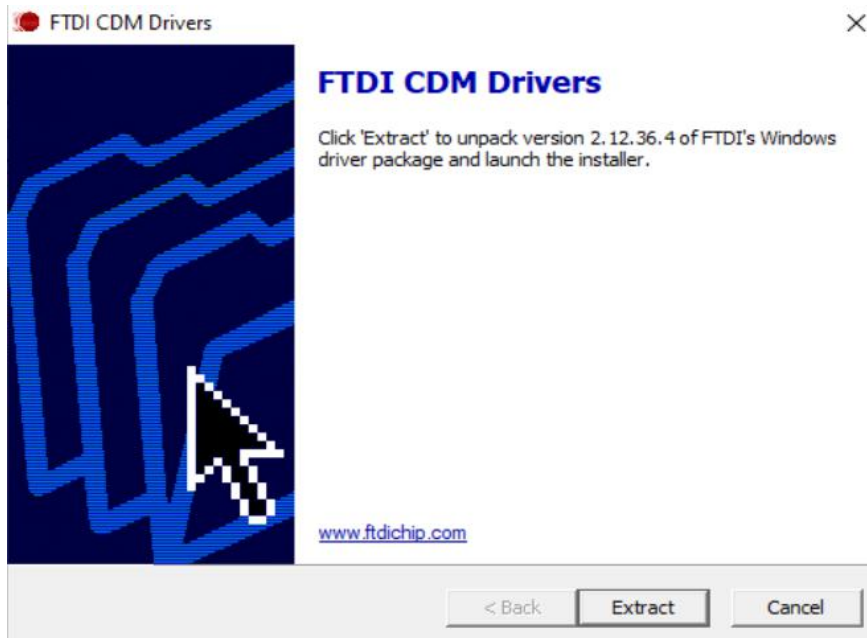 FTDI CDM Drivers
FTDI CDM Drivers
Click 'Extract' to unpack version 2.12.36.4 of FTDI's Windows
driver package and launch the installer.
www.ftdichip.com
< Back
Extract
Cancel